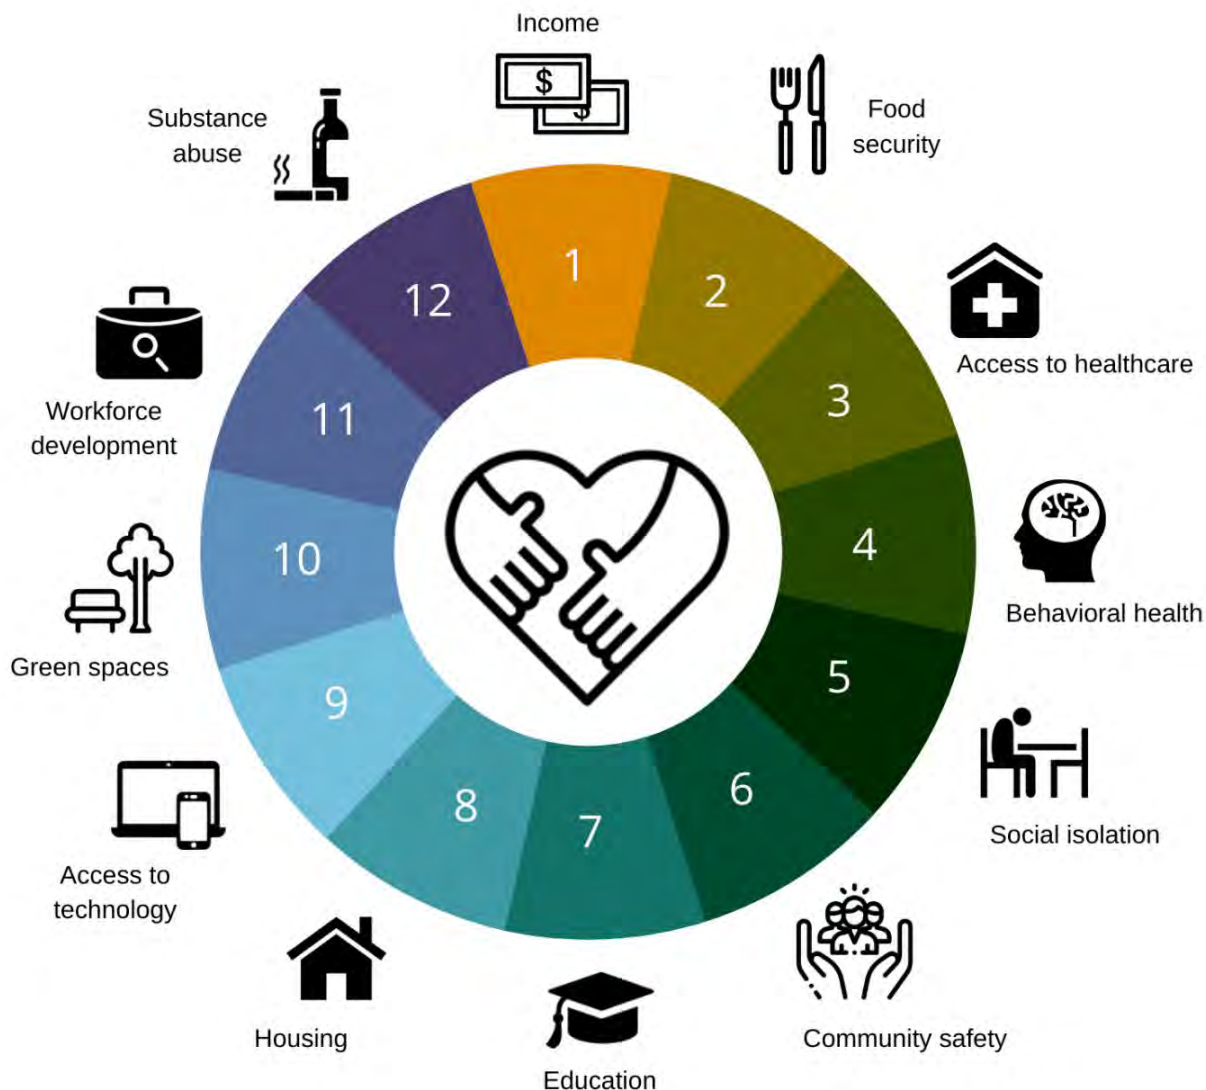 Income
$
$
Food
security
Substance
abuse
1
2
12
3
Access to healthcare
11
Workforce
development
4
Behavioral health
10
Green spaces
5
9
Social isolation
6
8
7
Access to
technology
Housing
Community safety
Education